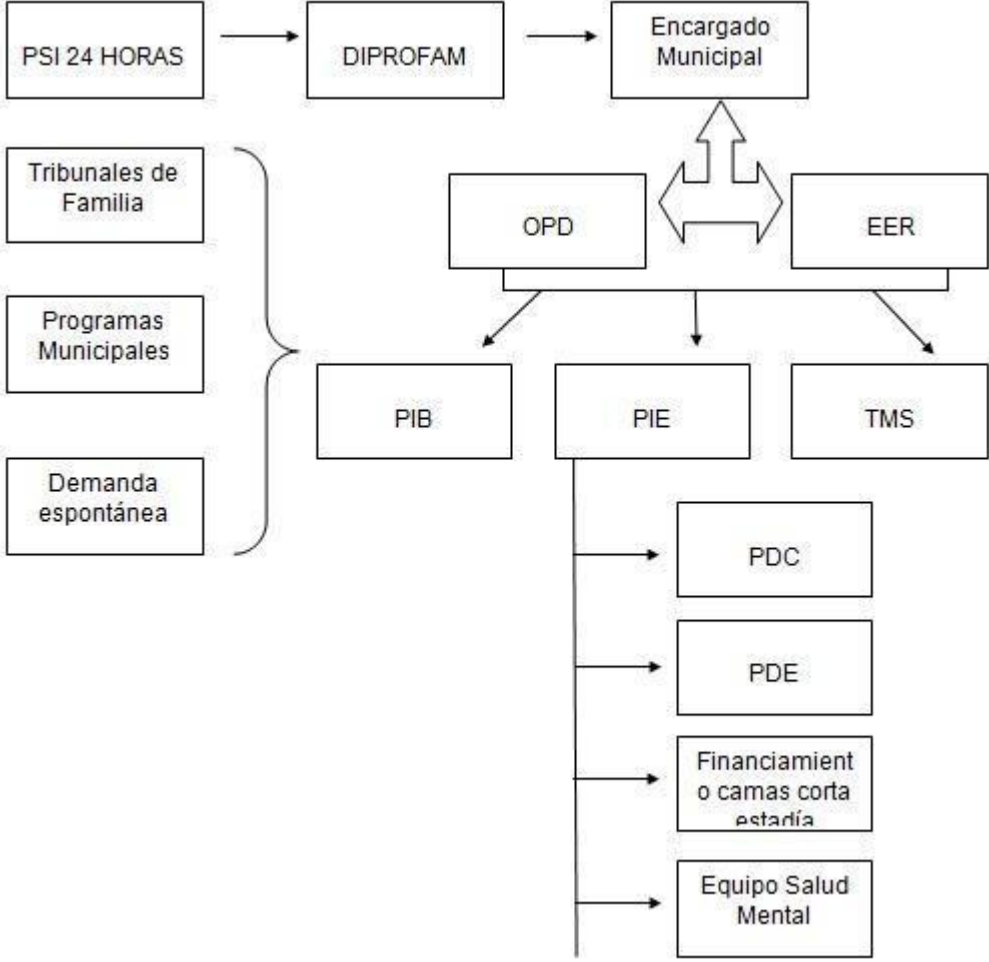 PSI 24 HORAS
DIPROFAM
Encargado
Municipal
Tribunales de
Familia
OPD
EER
Programas
Municipales
PIB
PIE
TMS
Demanda
espontánea
PDC
PDE
Financiamient
o camas corta
estadía
Equipo Salud
Mental